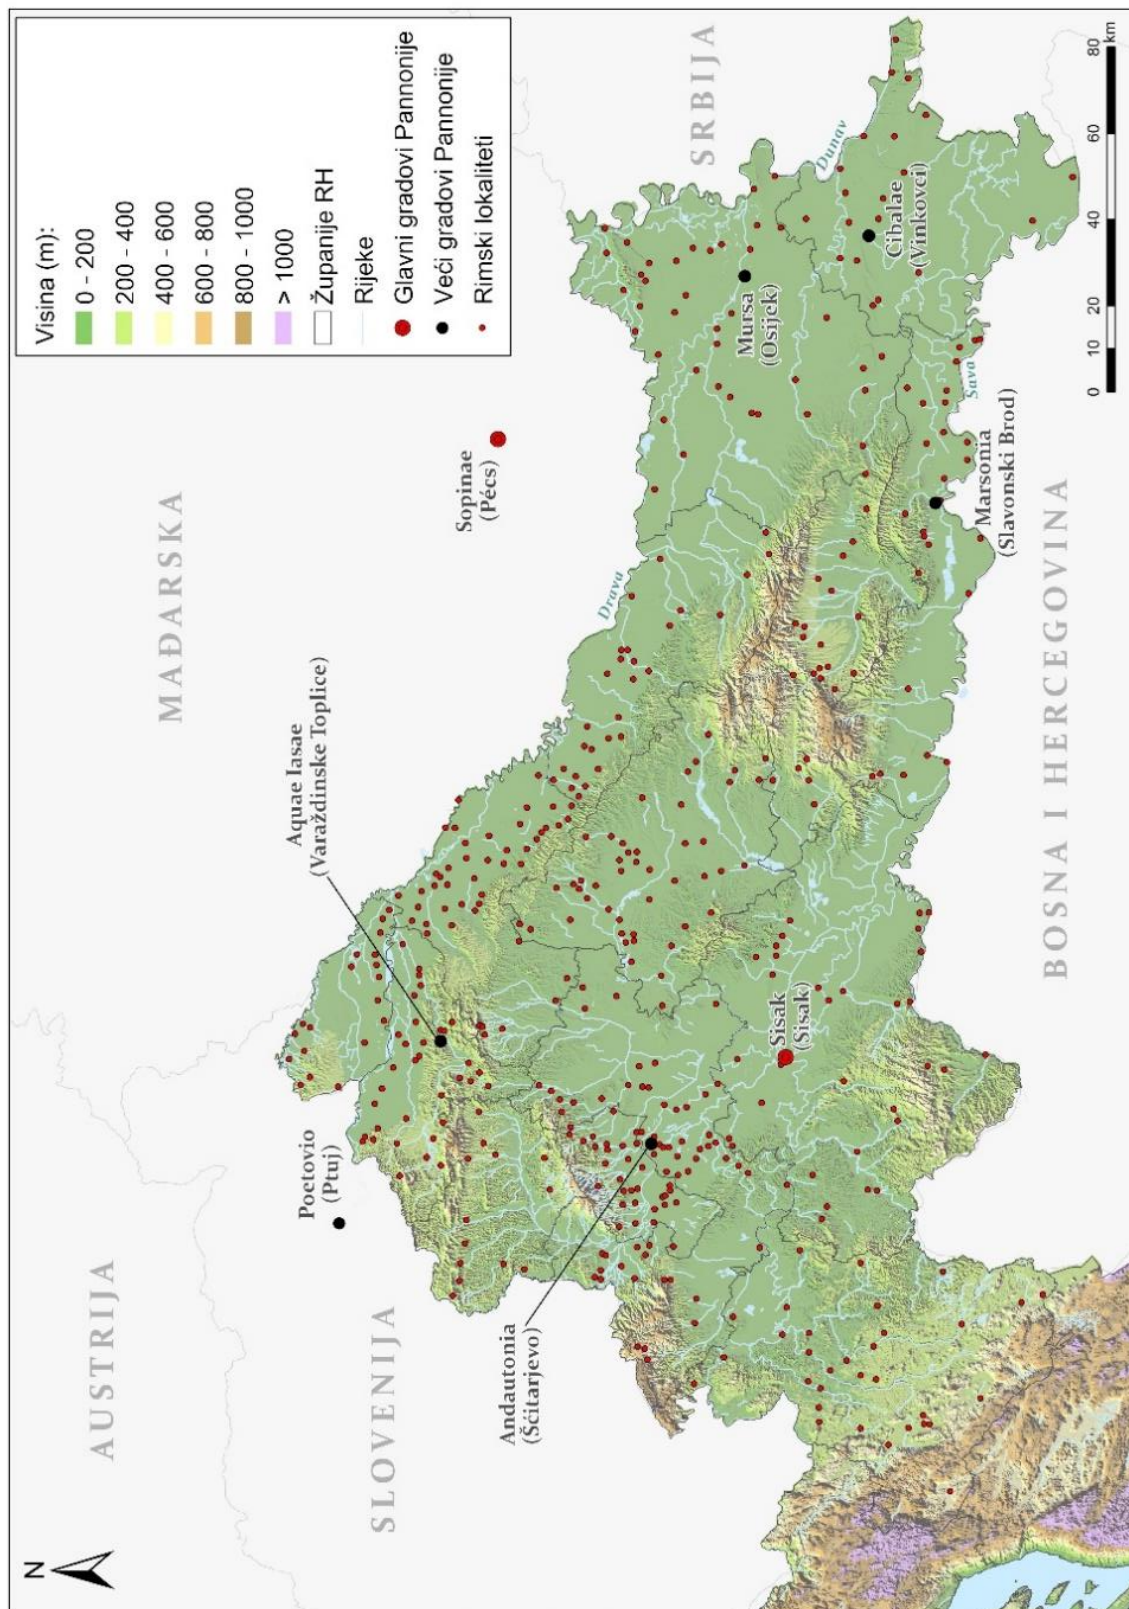 N
AUSTRIJA
MAĐARSKA
SLOVENIJA
SRBIJA
BOSNA I HERCEGOVINA
Poetovio
(Ptuj)
Aquae Iasae
(Varaždinske Toplice)
Sopinae
(Pécs)
Andautonia
(Šćitarjevo)
Sisak
(Sisak)
Mursa
(Osijek)
Cibalae
(Vinkovci)
Marsonia
(Slavonski Brod)
Drava
Dunav
Sava
Visina (m):
0 - 200
200 - 400
400 - 600
600 - 800
800 - 1000
> 1000
Županije RH
Rijeke
Glavni gradovi Pannonije
Veći gradovi Pannonije
Rimski lokaliteti
0 10 20 40 60 80
km